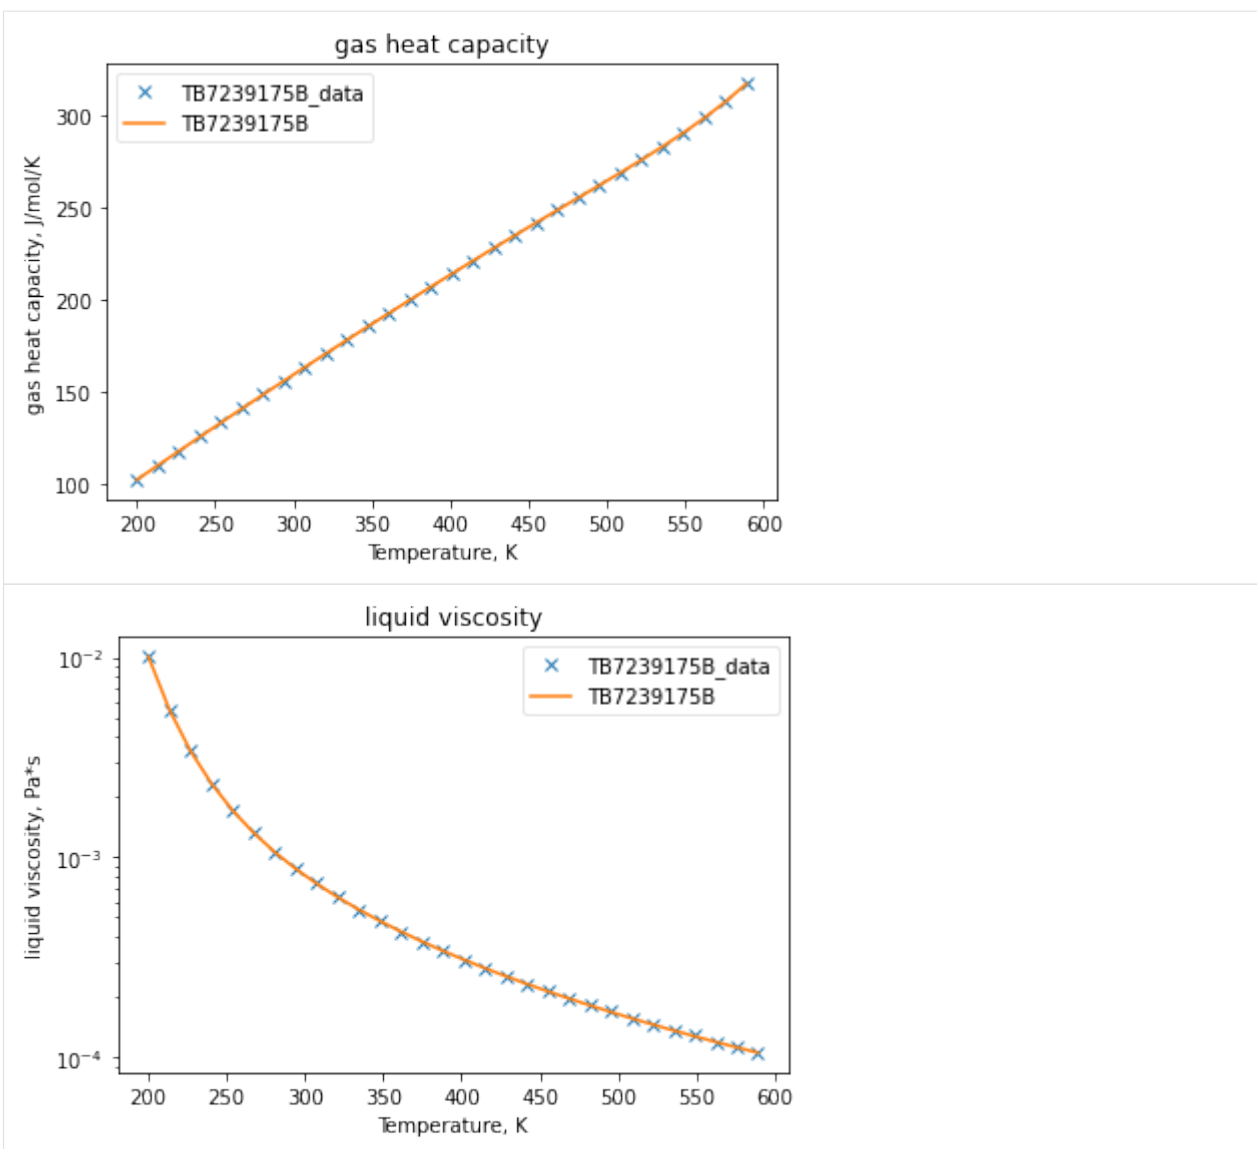 gas heat capacity
TB7239175B_data
TB7239175B
gas heat capacity, J/mol/K
300
250
200
150
100
200 250 300 350 400 450 500 550 600
Temperature, K
liquid viscosity
TB7239175B_data
TB7239175B
liquid viscosity, Pa*s
10⁻²
10⁻³
10⁻⁴
200 250 300 350 400 450 500 550 600
Temperature, K